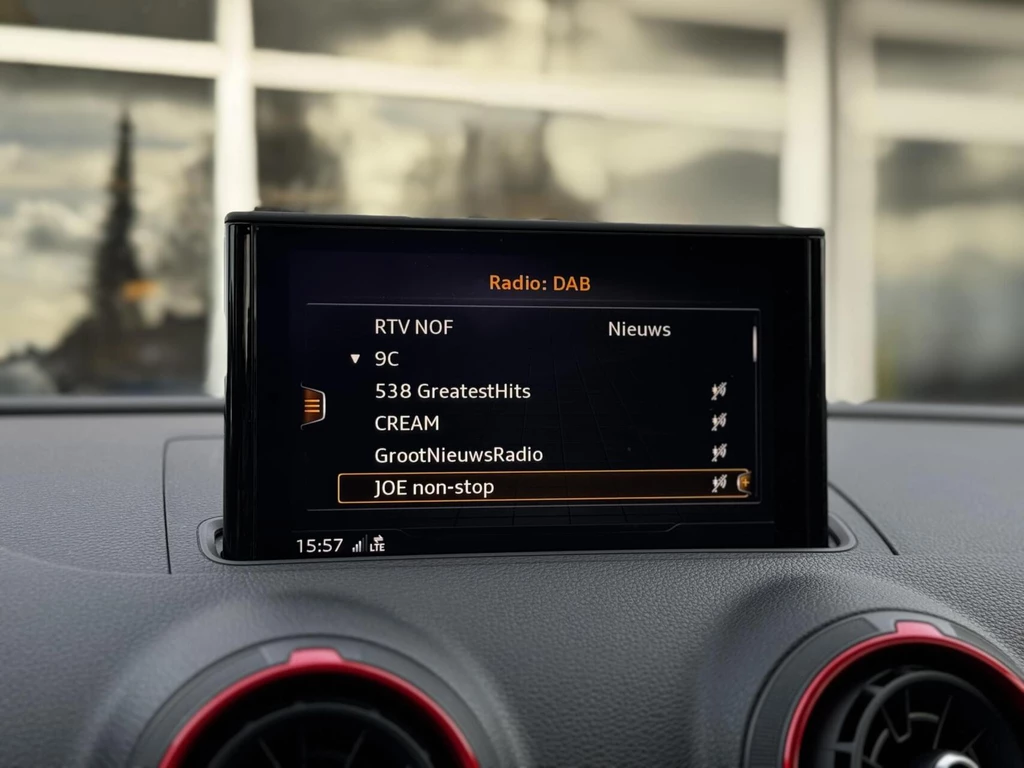 Radio: DAB
RTV NOF Nieuws
9C
538 GreatestHits
CREAM
GrootNieuwsRadio
JOE non-stop
15:57 LTE